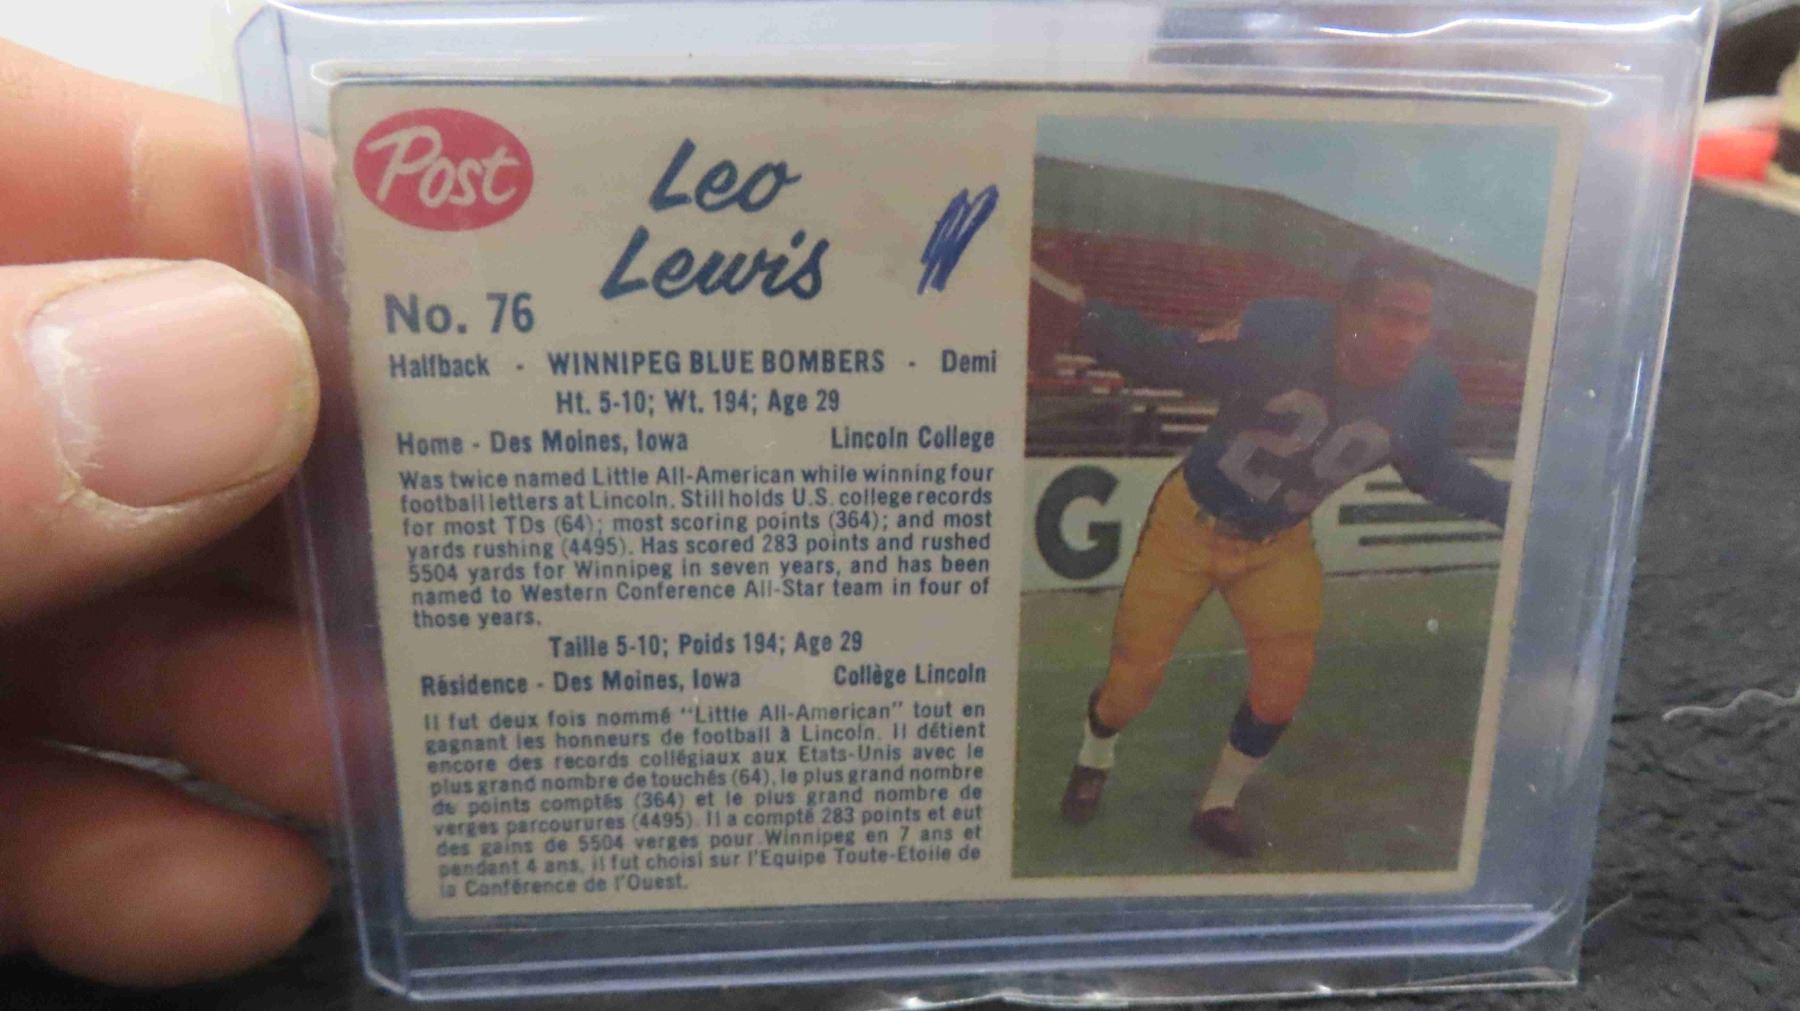 Post
Leo
Lewis
No. 76
Halfback - WINNIPEG BLUE BOMBERS - Demi
Ht. 5-10; Wt. 194; Age 29
Home - Des Moines, Iowa Lincoln College
Was twice named Little All-American while winning four
football letters at Lincoln. Still holds U.S. college records
for most TDs (64); most scoring points (364); and most
yards rushing (4495). Has scored 283 points and rushed
5504 yards for Winnipeg in seven years, and has been
named to Western Conference All-Star team in four of
those years.
Taille 5-10; Poids 194; Age 29
Résidence - Des Moines, Iowa Collège Lincoln
Il fut deux fois nommé "Little All-American" tout en
gagnant les honneurs de football à Lincoln. Il détient
encore des records collégiaux aux Etats-Unis avec le
plus grand nombre de touchés (64), le plus grand nombre
de points comptés (364) et le plus grand nombre de
verges parcourures (4495). Il a compté 283 points et eut
des gains de 5504 verges pour Winnipeg en 7 ans et
pendant 4 ans, il fut choisi sur l'Equipe Toute-Etoile de
la Conférence de l'Ouest.
29
G